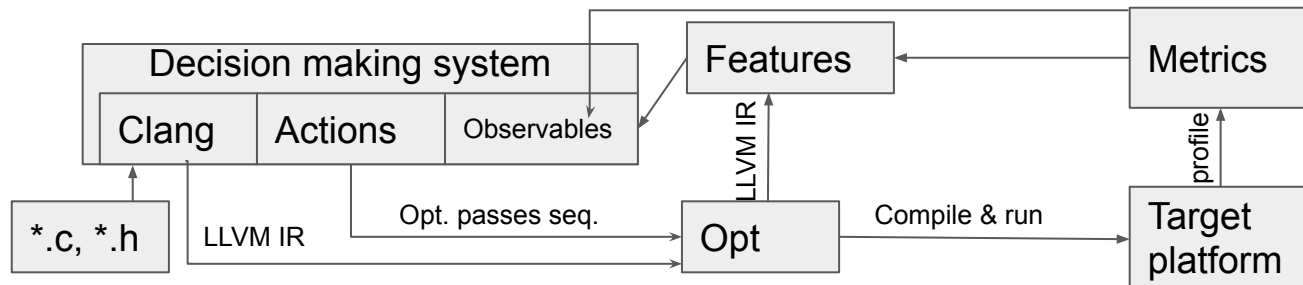 Decision making system
Features
Metrics
Clang
Actions
Observables
LLVM IR
profile
*.c, *.h
LLVM IR
Opt. passes seq.
Opt
Compile & run
Target
platform